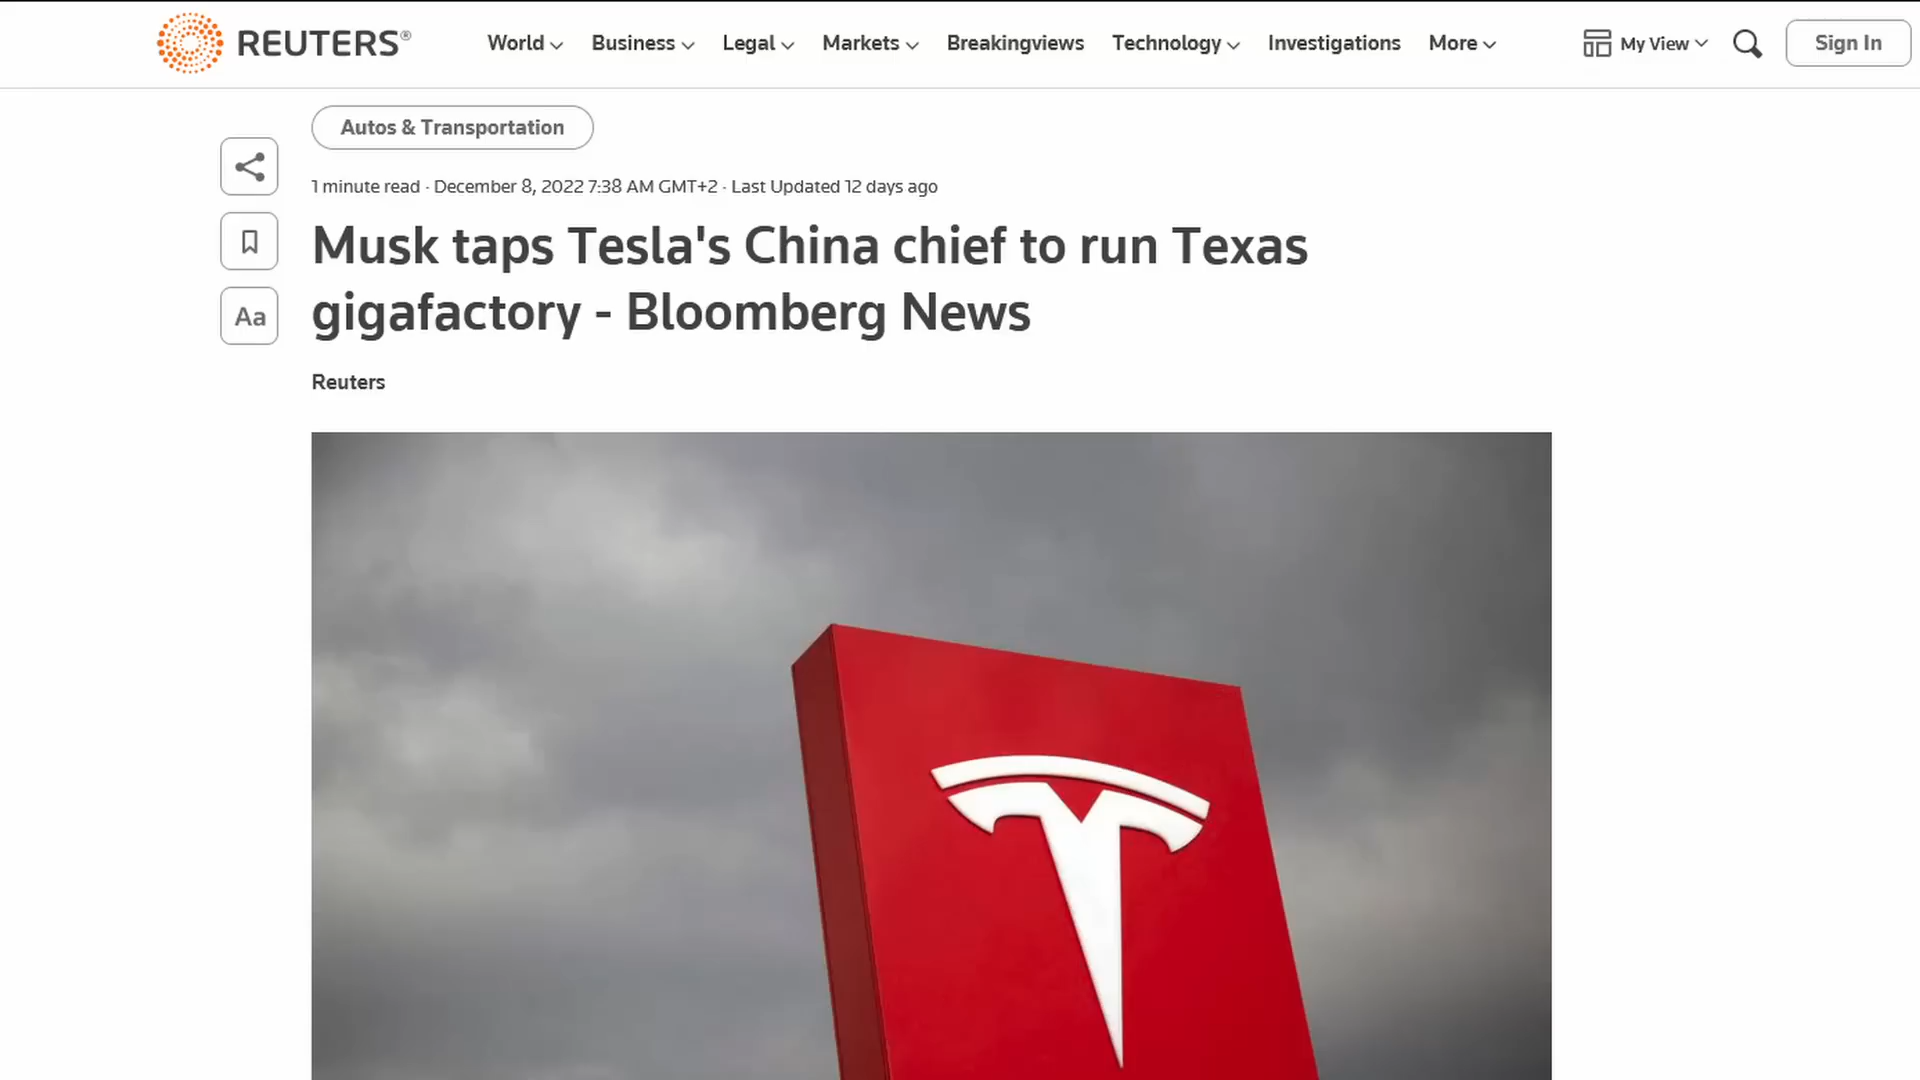 REUTERS®
World
Business
Legal
Markets
Breakingviews
Technology
Investigations
More
My View
Sign In
Autos & Transportation
1 minute read · December 8, 2022 7:38 AM GMT+2 · Last Updated 12 days ago
Musk taps Tesla's China chief to run Texas
gigafactory - Bloomberg News
Aa
Reuters